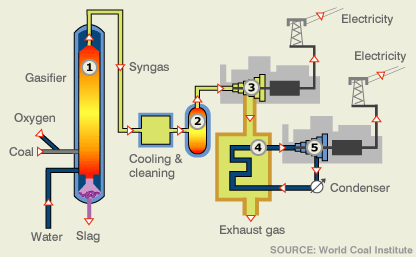 Electricity
Electricity
Gasifier
1
Syngas
3
Oxygen
2
Coal
Cooling &
cleaning
4
5
Condenser
Water
Slag
Exhaust gas
SOURCE: World Coal Institute